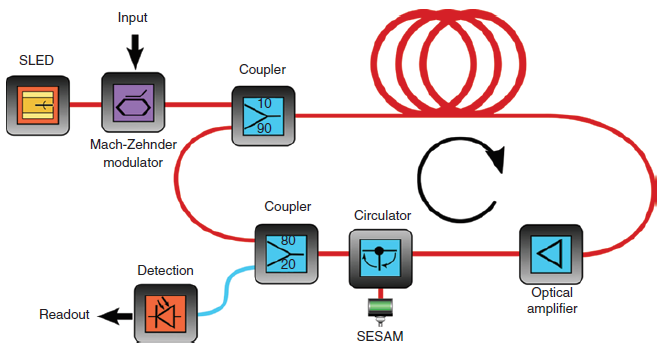 Input
SLED
Coupler
10
90
Mach-Zehnder
modulator
Coupler
Circulator
80
20
Detection
Optical
amplifier
Readout
SESAM